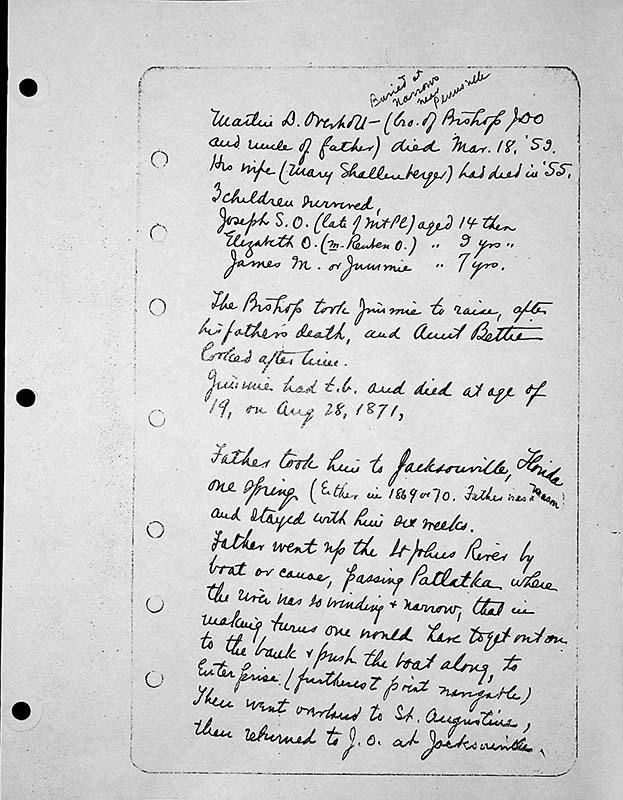 Buried at
Narrows
near Pennsville
Martin D. Overholt - (bro. of Bishop J.D.O
and uncle of father) died Mar. 18, '59.
His wife (Mary Shallenberger) had died in '55.
3 children survived,
Joseph S. O. (late of Mt Pl) aged 14 then
Elizabeth O. (m. Reuben O.) " 9 yrs "
James M. or Jimmie " 7 yrs.
The Bishop took Jimmie to raise, after
his father's death, and Aunt Bettie
looked after him.
Jimmie had t.b. and died at age of
19, on Aug 28, 1871,
Father took him to Jacksonville, Florida
one spring (Either in 1869 or 70. Father was a mason
and stayed with him six weeks.
Father went up the St Johns River by
boat or canoe, passing Patlatka where
the river was so winding & narrow, that in
making turns one would have to get out on
to the bank & push the boat along, to
Enterprise. (furtherest point navigable)
Then went overland to St. Augustine,
then returned to J. O. at Jacksonville.